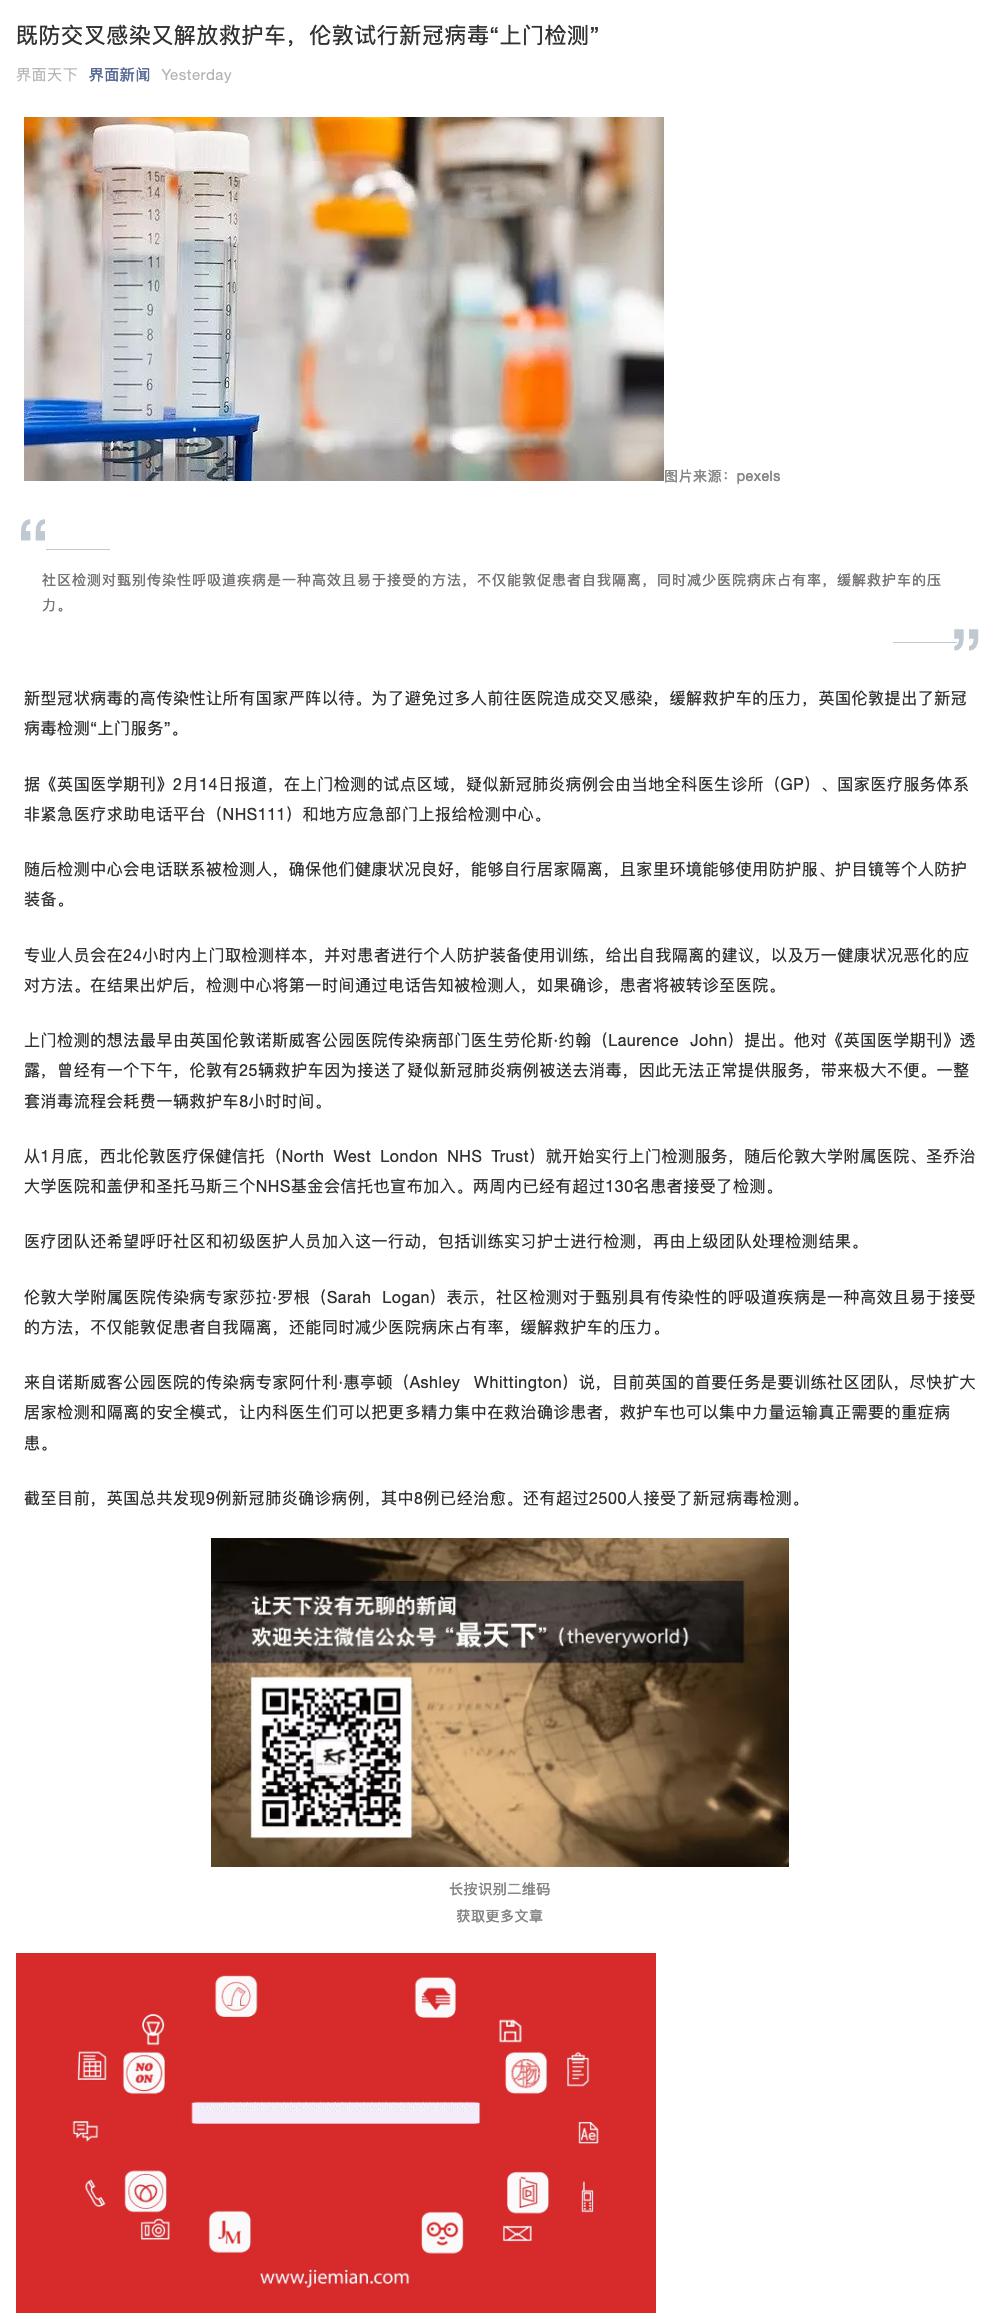 既防交叉感染又解放救护车，伦敦试行新冠病毒“上门检测”
界面天下 界面新闻 Yesterday
15m
14
13
12
11
10
9
8
7
6
5
15
14
13
12
11
10
9
8
7
6
5
图片来源：pexels
“
社区检测对甄别传染性呼吸道疾病是一种高效且易于接受的方法，不仅能敦促患者自我隔离，同时减少医院病床占有率，缓解救护车的压
力。
”
新型冠状病毒的高传染性让所有国家严阵以待。为了避免过多人前往医院造成交叉感染，缓解救护车的压力，英国伦敦提出了新冠
病毒检测“上门服务”。
据《英国医学期刊》2月14日报道，在上门检测的试点区域，疑似新冠肺炎病例会由当地全科医生诊所（GP）、国家医疗服务体系
非紧急医疗求助电话平台（NHS111）和地方应急部门上报给检测中心。
随后检测中心会电话联系被检测人，确保他们健康状况良好，能够自行居家隔离，且家里环境能够使用防护服、护目镜等个人防护
装备。
专业人员会在24小时内上门取检测样本，并对患者进行个人防护装备使用训练，给出自我隔离的建议，以及万一健康状况恶化的应
对方法。在结果出炉后，检测中心将第一时间通过电话告知被检测人，如果确诊，患者将被转诊至医院。
上门检测的想法最早由英国伦敦诺斯威客公园医院传染病部门医生劳伦斯·约翰（Laurence John）提出。他对《英国医学期刊》透
露，曾经有一个下午，伦敦有25辆救护车因为接送了疑似新冠肺炎病例被送去消毒，因此无法正常提供服务，带来极大不便。一整
套消毒流程会耗费一辆救护车8小时时间。
从1月底，西北伦敦医疗保健信托（North West London NHS Trust）就开始实行上门检测服务，随后伦敦大学附属医院、圣乔治
大学医院和盖伊和圣托马斯三个NHS基金会信托也宣布加入。两周内已经有超过130名患者接受了检测。
医疗团队还希望呼吁社区和初级医护人员加入这一行动，包括训练实习护士进行检测，再由上级团队处理检测结果。
伦敦大学附属医院传染病专家莎拉·罗根（Sarah Logan）表示，社区检测对于甄别具有传染性的呼吸道疾病是一种高效且易于接受
的方法，不仅能敦促患者自我隔离，还能同时减少医院病床占有率，缓解救护车的压力。
来自诺斯威客公园医院的传染病专家阿什利·惠亭顿（Ashley Whittington）说，目前英国的首要任务是要训练社区团队，尽快扩大
居家检测和隔离的安全模式，让内科医生们可以把更多精力集中在救治确诊患者，救护车也可以集中力量运输真正需要的重症病
患。
截至目前，英国总共发现9例新冠肺炎确诊病例，其中8例已经治愈。还有超过2500人接受了新冠病毒检测。
让天下没有无聊的新闻
欢迎关注微信公众号“最天下”（theveryworld）
天下
长按识别二维码
获取更多文章
NO
ON
物
Ae
JM
www.jiemian.com